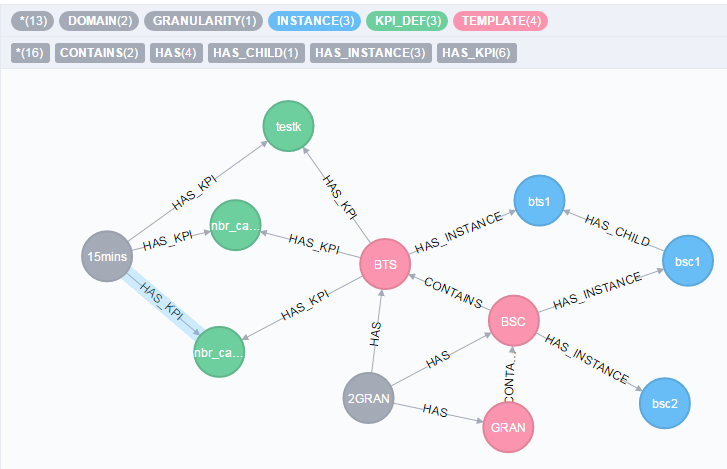 *(13) DOMAIN(2) GRANULARITY(1) INSTANCE(3) KPI_DEF(3) TEMPLATE(4)
*(16) CONTAINS(2) HAS(4) HAS_CHILD(1) HAS_INSTANCE(3) HAS_KPI(6)
testk
HAS_KPI
HAS_KPI
bts1
nbr_ca...
HAS_INSTANCE
HAS_CHILD
HAS_KPI
HAS_KPI
15mins
BTS
bsc1
HAS_KPI
HAS_KPI
CONTAINS
HAS_INSTANCE
BSC
HAS
nbr_ca...
HAS
HAS_INSTANCE
CONTA...
2GRAN
HAS
GRAN
bsc2